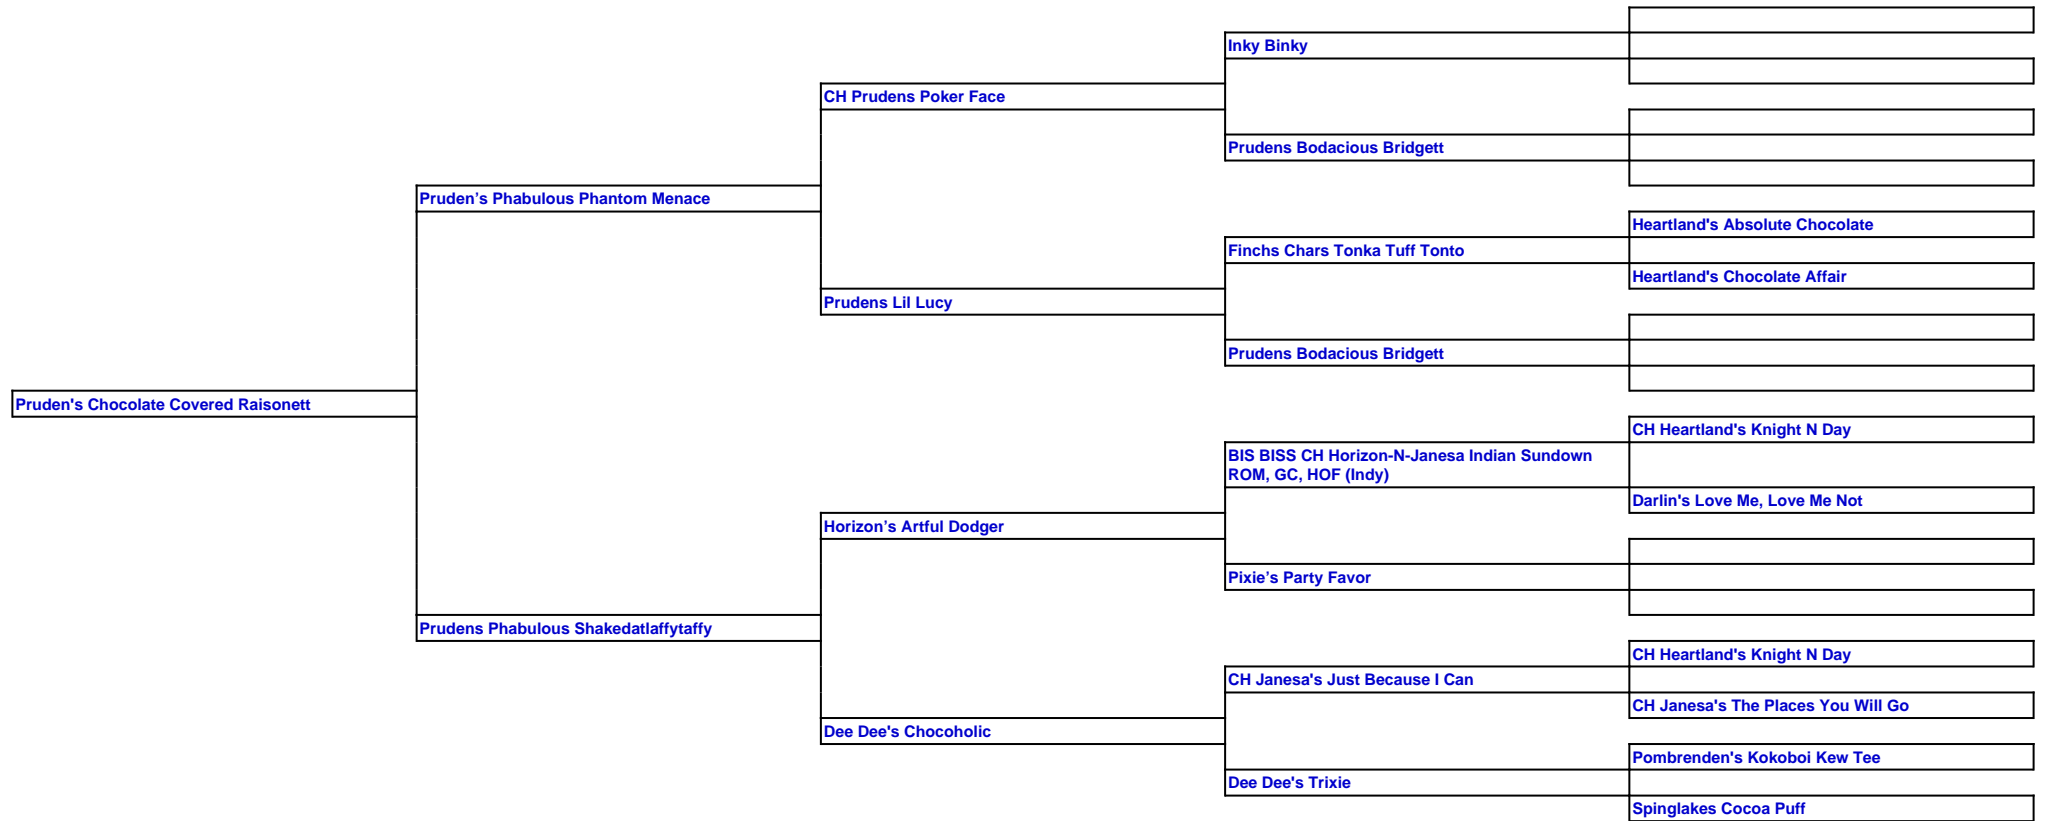 Inky Binky
CH Prudens Poker Face
Prudens Bodacious Bridgett
Pruden’s Phabulous Phantom Menace
Heartland's Absolute Chocolate
Finchs Chars Tonka Tuff Tonto
Heartland's Chocolate Affair
Prudens Lil Lucy
Prudens Bodacious Bridgett
Pruden's Chocolate Covered Raisonett
CH Heartland's Knight N Day
BIS BISS CH Horizon-N-Janesa Indian Sundown
ROM, GC, HOF (Indy)
Darlin's Love Me, Love Me Not
Horizon’s Artful Dodger
Pixie’s Party Favor
Prudens Phabulous Shakedatlaffytaffy
CH Heartland's Knight N Day
CH Janesa's Just Because I Can
CH Janesa's The Places You Will Go
Dee Dee's Chocoholic
Pombrenden's Kokoboi Kew Tee
Dee Dee's Trixie
Spinglakes Cocoa Puff